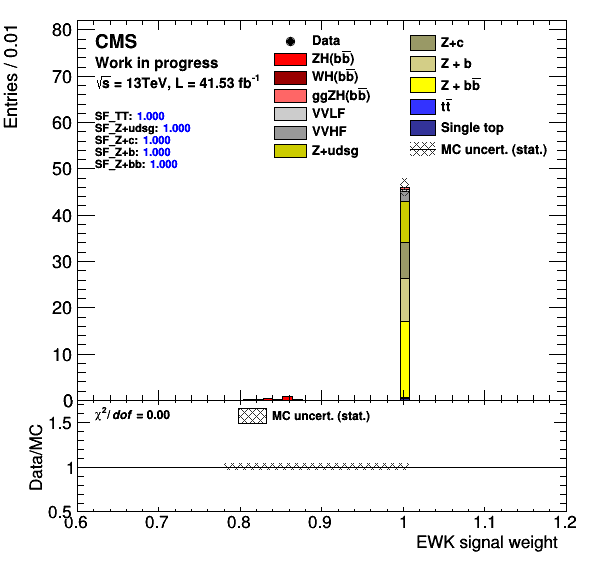 Entries / 0.01
80
70
60
50
40
30
20
10
0
CMS
Work in progress
√s = 13TeV, L = 41.53 fb⁻¹
SF_TT: 1.000
SF_Z+udsg: 1.000
SF_Z+c: 1.000
SF_Z+b: 1.000
SF_Z+bb: 1.000
Data
ZH(bb̅)
WH(bb̅)
ggZH(bb̅)
VVLF
VVHF
Z+udsg
Z+c
Z + b
Z + bb̅
tt̅
Single top
MC uncert. (stat.)
Data/MC
1.5
1
0.5
χ²/dof = 0.00
MC uncert. (stat.)
0.6 0.7 0.8 0.9 1 1.1 1.2
EWK signal weight